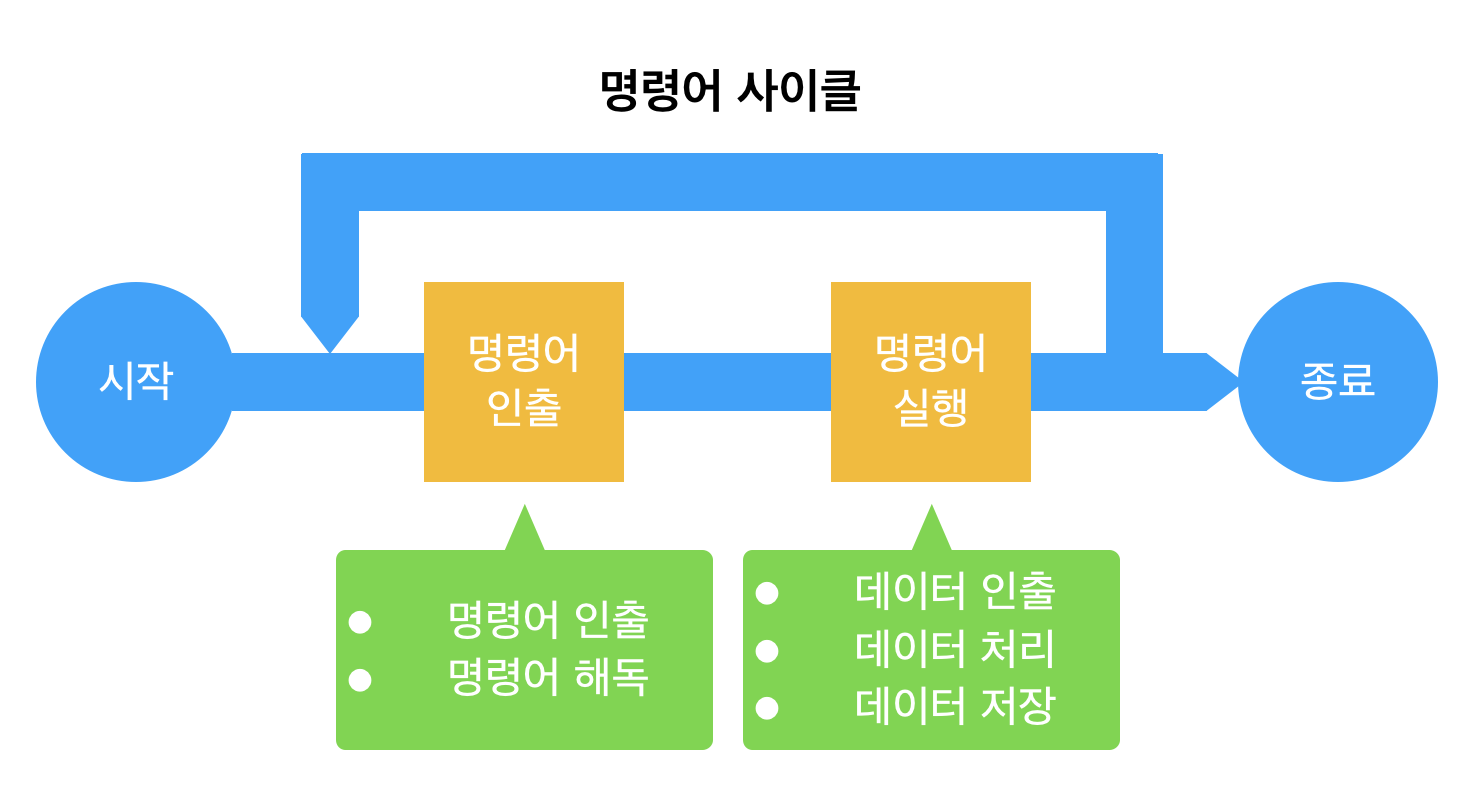 명령어 사이클
시작
명령어
인출
명령어
실행
종료
● 명령어 인출
● 명령어 해독
● 데이터 인출
● 데이터 처리
● 데이터 저장